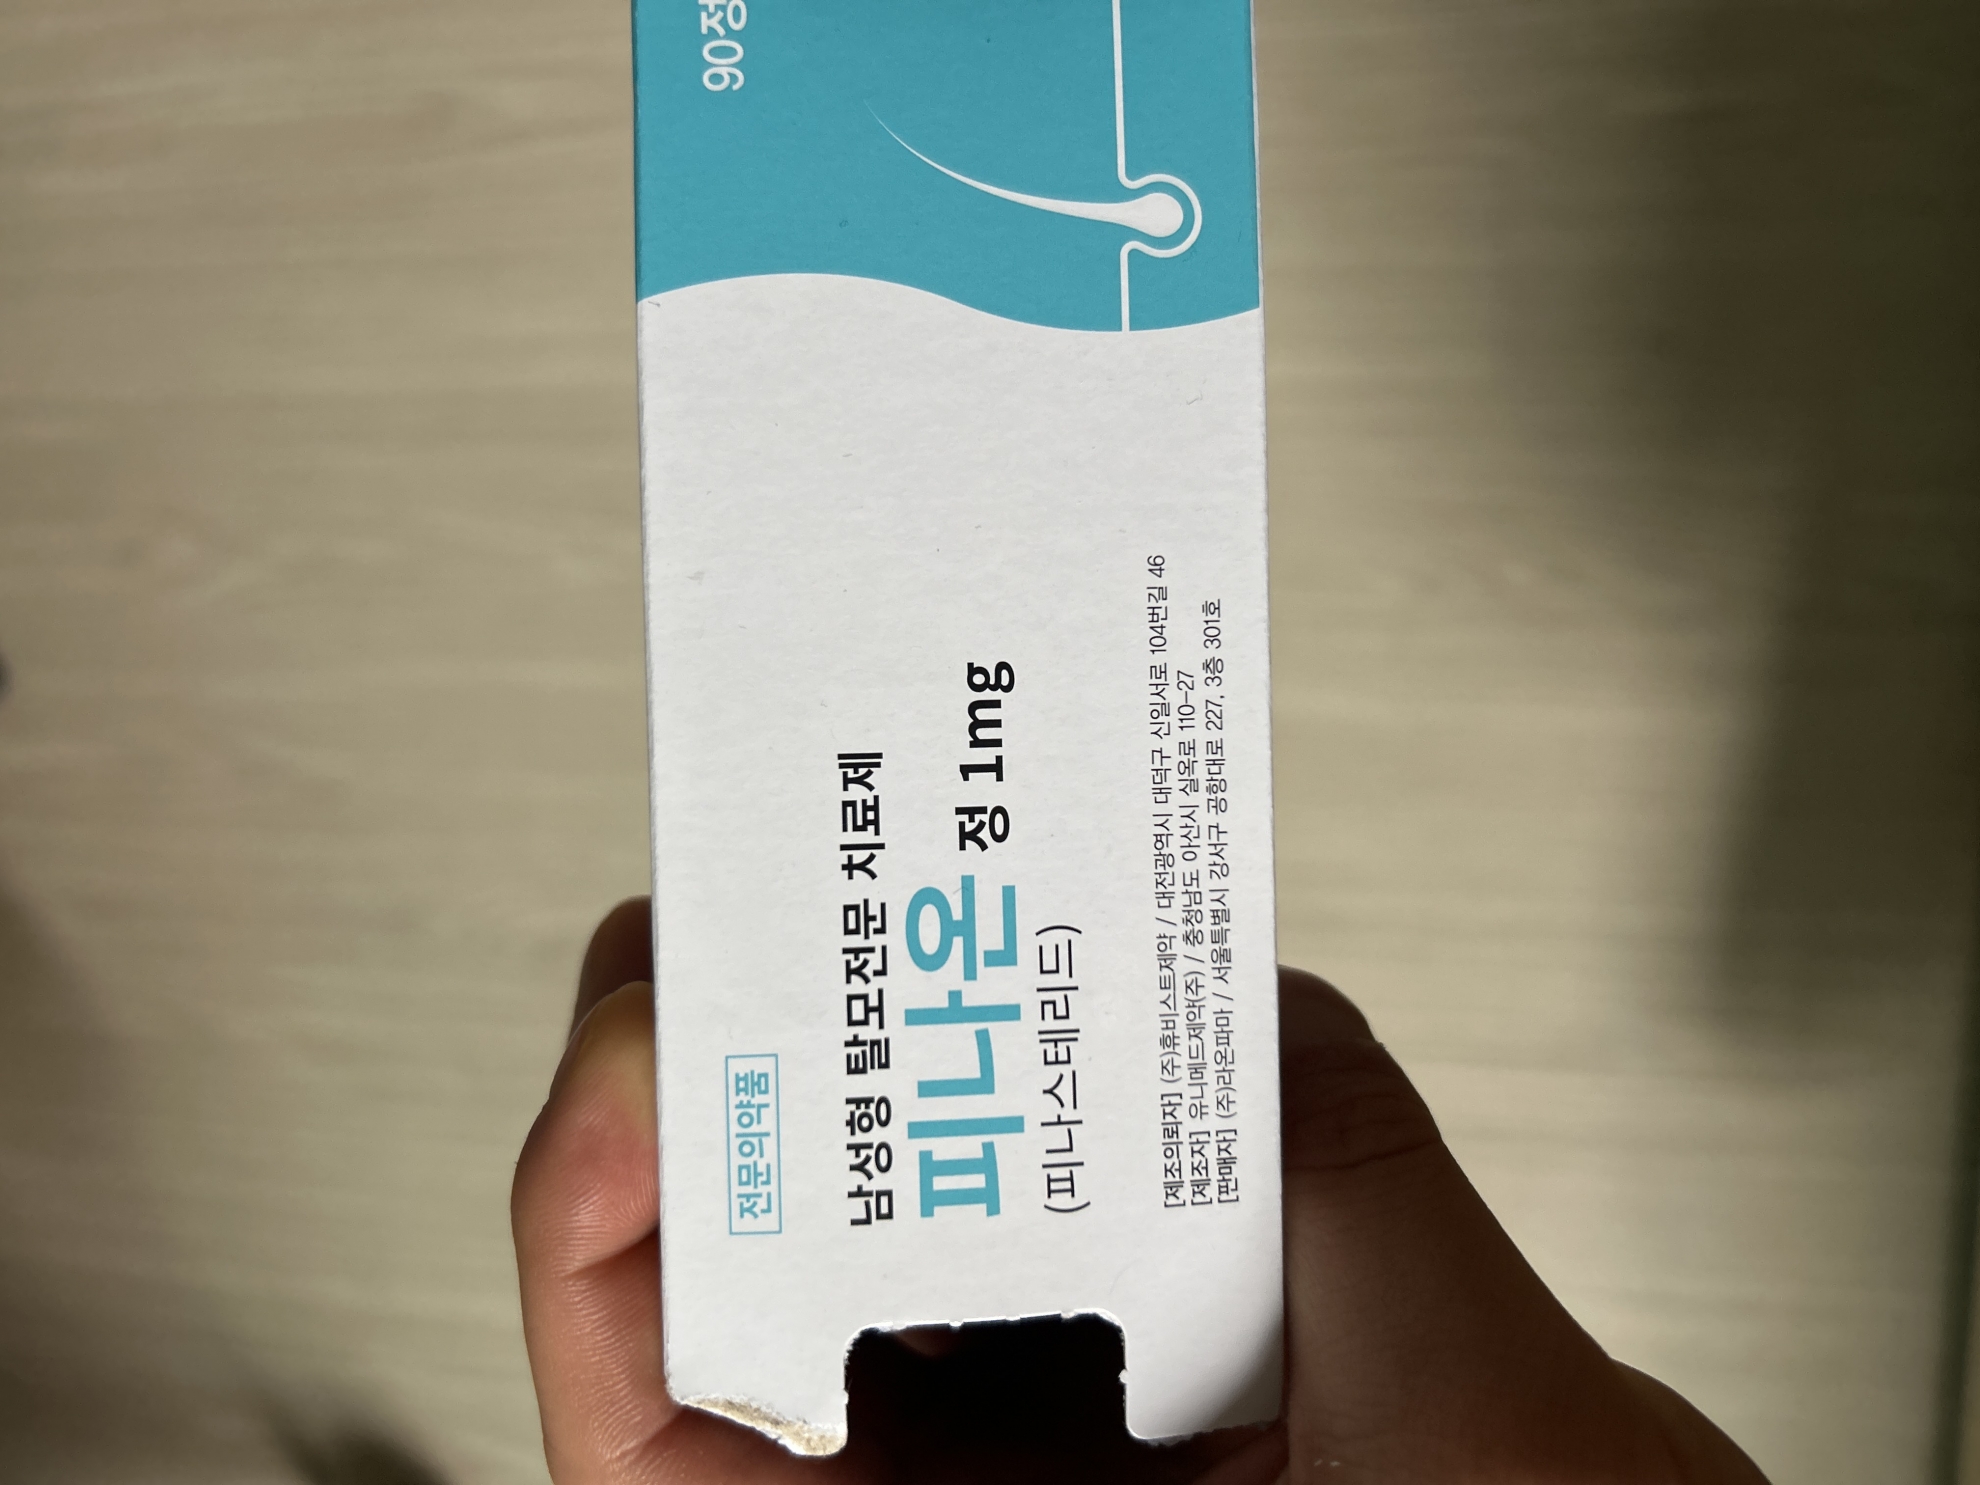 전문의약품
남성형 탈모전문 치료제
피나온 정 1mg
(피나스테리드)
[제조의뢰자] (주)휴비스트제약 / 대전광역시 대덕구 신일서로 104번길 46
[제조자] 유니메드제약(주) / 충청남도 아산시 실옥로 110-27
[판매자] (주)라온파마 / 서울특별시 강서구 공항대로 227, 3층 301호
90정